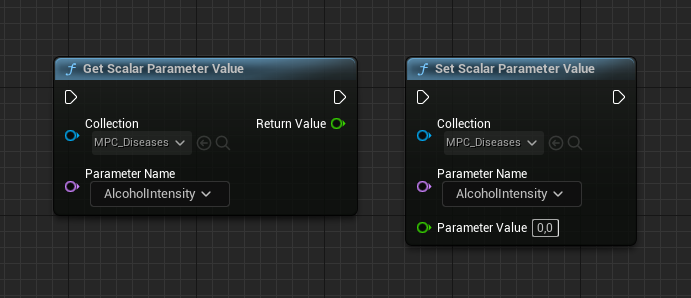 f Get Scalar Parameter Value
Collection
MPC_Diseases
Return Value
Parameter Name
AlcoholIntensity
f Set Scalar Parameter Value
Collection
MPC_Diseases
Parameter Name
AlcoholIntensity
Parameter Value 0,0